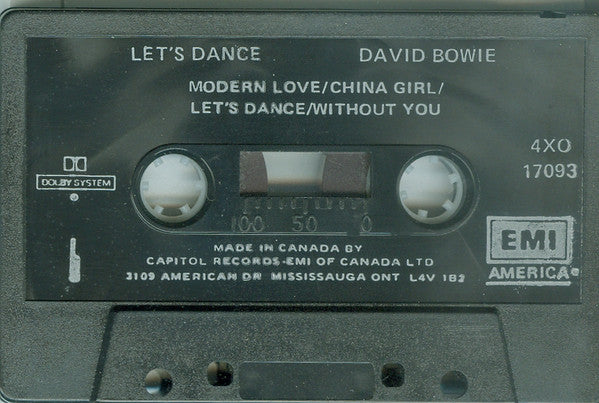 LET'S DANCE DAVID BOWIE
MODERN LOVE/CHINA GIRL/
LET'S DANCE/WITHOUT YOU
4XO
17093
DOLBY SYSTEM
100 50 0
1
MADE IN CANADA BY
CAPITOL RECORDS-EMI OF CANADA LTD
3109 AMERICAN DR MISSISSAUGA ONT L4V 1B2
EMI
AMERICA